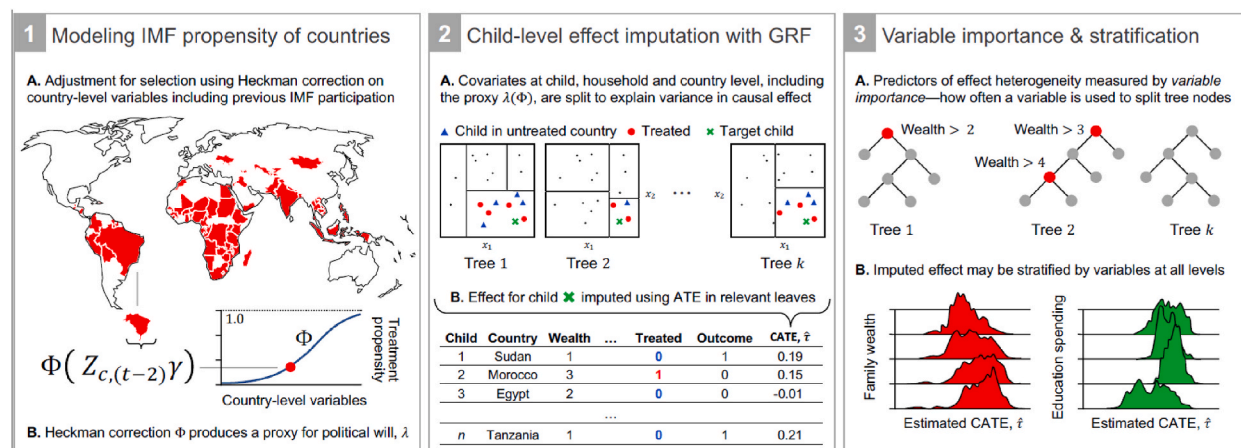 1 Modeling IMF propensity of countries
A. Adjustment for selection using Heckman correction on
country-level variables including previous IMF participation
1.0
Φ
Treatment
propensity
Φ( Z_{c,(t−2)}γ)
Country-level variables
B. Heckman correction Φ produces a proxy for political will, λ
2 Child-level effect imputation with GRF
A. Covariates at child, household and country level, including
the proxy λ(Φ), are split to explain variance in causal effect
Child in untreated country Treated Target child
x₂ ... x₂
x₁ x₁ x₁
Tree 1 Tree 2 Tree k
B. Effect for child ✖ imputed using ATE in relevant leaves
Child Country Wealth ... Treated Outcome CATE, τ̂
1 Sudan 1 0 1 0.19
2 Morocco 3 1 0 0.15
3 Egypt 2 0 0 -0.01
...
n Tanzania 1 0 1 0.21
3 Variable importance & stratification
A. Predictors of effect heterogeneity measured by variable
importance—how often a variable is used to split tree nodes
Wealth > 2 Wealth > 3
Wealth > 4
Tree 1 Tree 2 Tree k
B. Imputed effect may be stratified by variables at all levels
Family wealth
Education spending
Estimated CATE, τ̂ Estimated CATE, τ̂